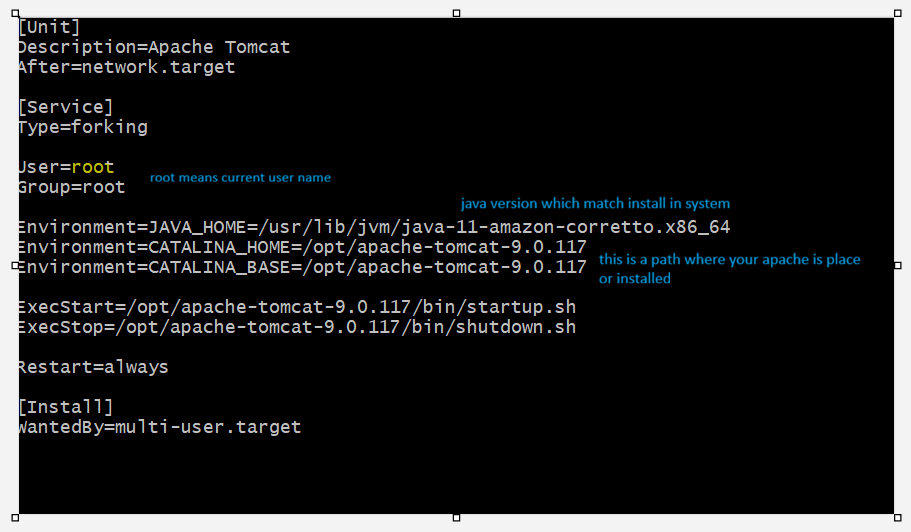 [Unit]
Description=Apache Tomcat
After=network.target
[Service]
Type=forking
User=root
root means current user name
Group=root
java version which match install in system
Environment=JAVA_HOME=/usr/lib/jvm/java-11-amazon-corretto.x86_64
Environment=CATALINA_HOME=/opt/apache-tomcat-9.0.117
Environment=CATALINA_BASE=/opt/apache-tomcat-9.0.117
this is a path where your apache is place
or installed
ExecStart=/opt/apache-tomcat-9.0.117/bin/startup.sh
ExecStop=/opt/apache-tomcat-9.0.117/bin/shutdown.sh
Restart=always
[Install]
WantedBy=multi-user.target